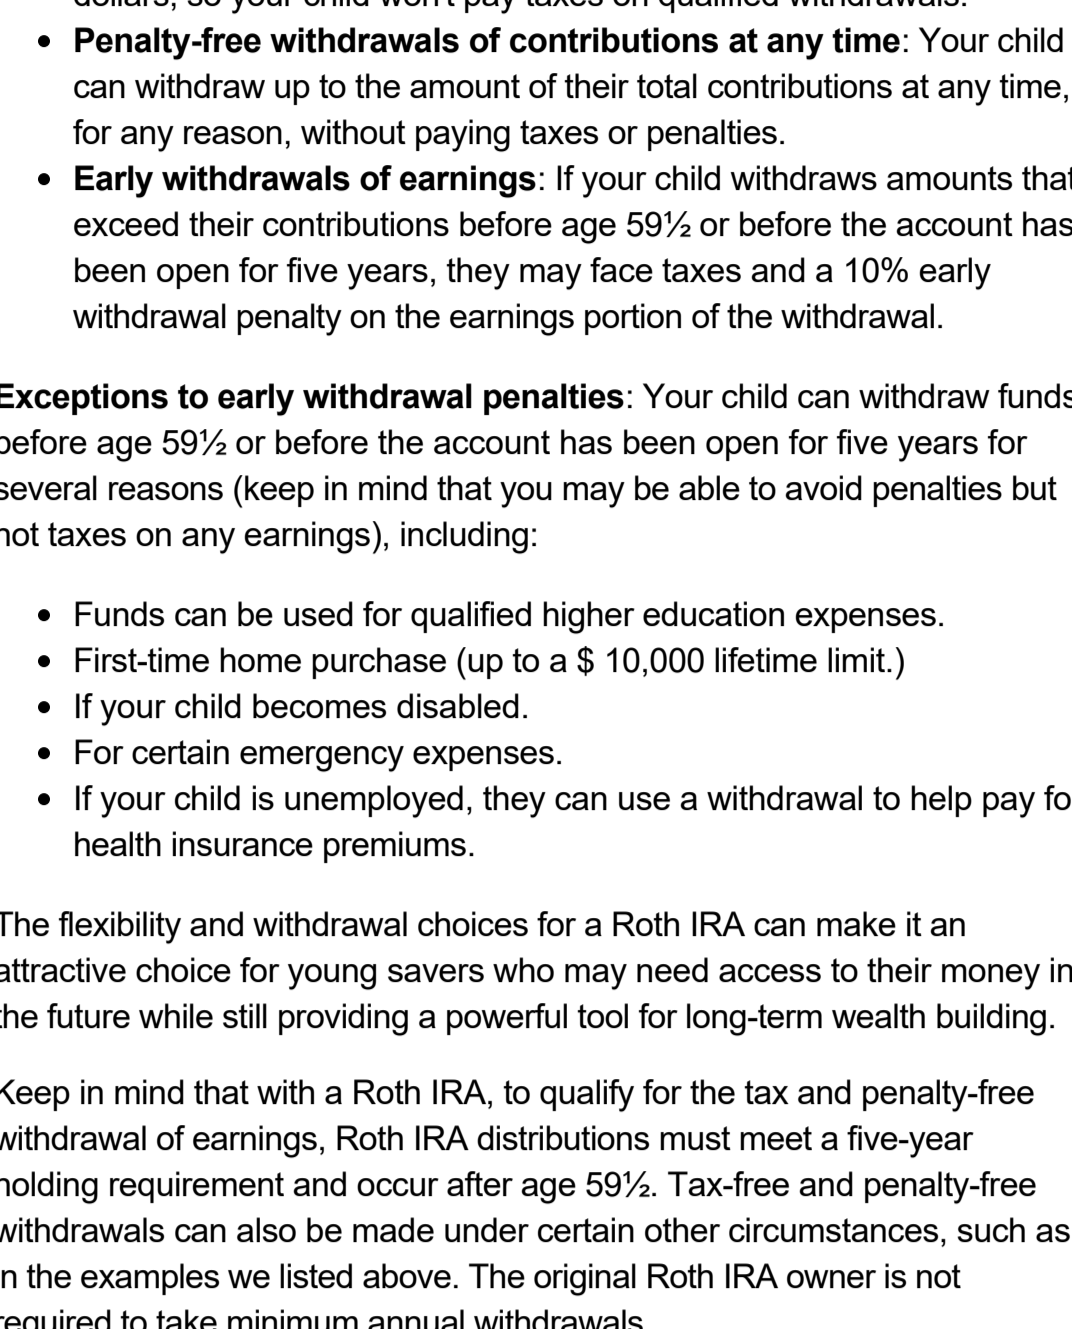 dollars, so your child won't pay taxes on qualified withdrawals.
• Penalty-free withdrawals of contributions at any time: Your child
can withdraw up to the amount of their total contributions at any time,
for any reason, without paying taxes or penalties.
• Early withdrawals of earnings: If your child withdraws amounts that
exceed their contributions before age 59½ or before the account has
been open for five years, they may face taxes and a 10% early
withdrawal penalty on the earnings portion of the withdrawal.
Exceptions to early withdrawal penalties: Your child can withdraw funds
before age 59½ or before the account has been open for five years for
several reasons (keep in mind that you may be able to avoid penalties but
not taxes on any earnings), including:
• Funds can be used for qualified higher education expenses.
• First-time home purchase (up to a $ 10,000 lifetime limit.)
• If your child becomes disabled.
• For certain emergency expenses.
• If your child is unemployed, they can use a withdrawal to help pay fo
health insurance premiums.
The flexibility and withdrawal choices for a Roth IRA can make it an
attractive choice for young savers who may need access to their money in
the future while still providing a powerful tool for long-term wealth building.
Keep in mind that with a Roth IRA, to qualify for the tax and penalty-free
withdrawal of earnings, Roth IRA distributions must meet a five-year
holding requirement and occur after age 59½. Tax-free and penalty-free
withdrawals can also be made under certain other circumstances, such as
in the examples we listed above. The original Roth IRA owner is not
required to take minimum annual withdrawals.